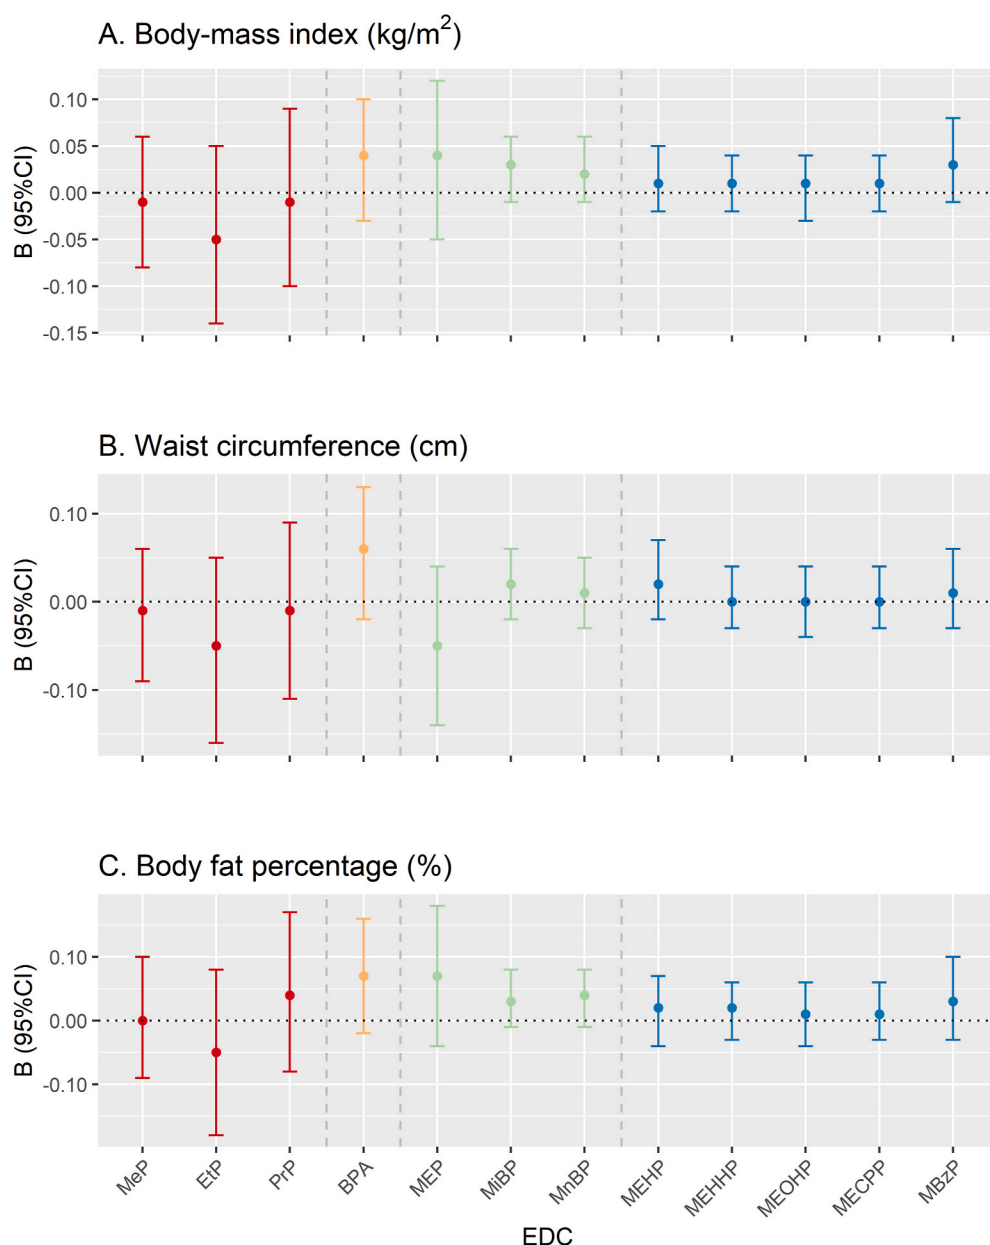 A. Body-mass index (kg/m²)
0.10
0.05
0.00
-0.05
-0.10
-0.15
B (95%CI)
B. Waist circumference (cm)
0.10
0.00
-0.10
B (95%CI)
C. Body fat percentage (%)
0.10
0.00
-0.10
B (95%CI)
MeP EtP PrP BPA MEP MiBP MnBP MEHP MEHHP MEOHP MECPP MBzP
EDC